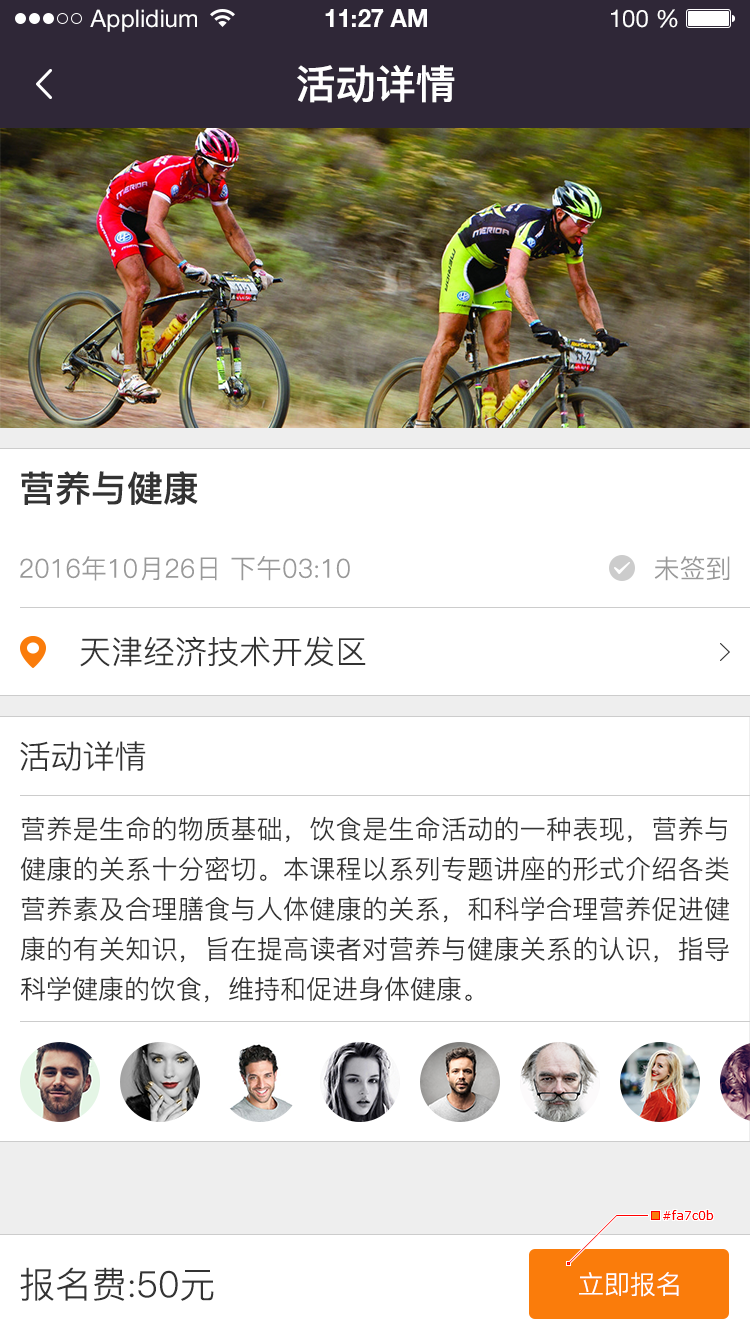 Applidium 11:27 AM 100 %
活动详情
MERIDA
MERIDA
营养与健康
2016年10月26日 下午03:10 未签到
天津经济技术开发区
活动详情
营养是生命的物质基础，饮食是生命活动的一种表现，营养与
健康的关系十分密切。本课程以系列专题讲座的形式介绍各类
营养素及合理膳食与人体健康的关系，和科学合理营养促进健
康的有关知识，旨在提高读者对营养与健康关系的认识，指导
科学健康的饮食，维持和促进身体健康。
#fa7c0b
报名费:50元 立即报名